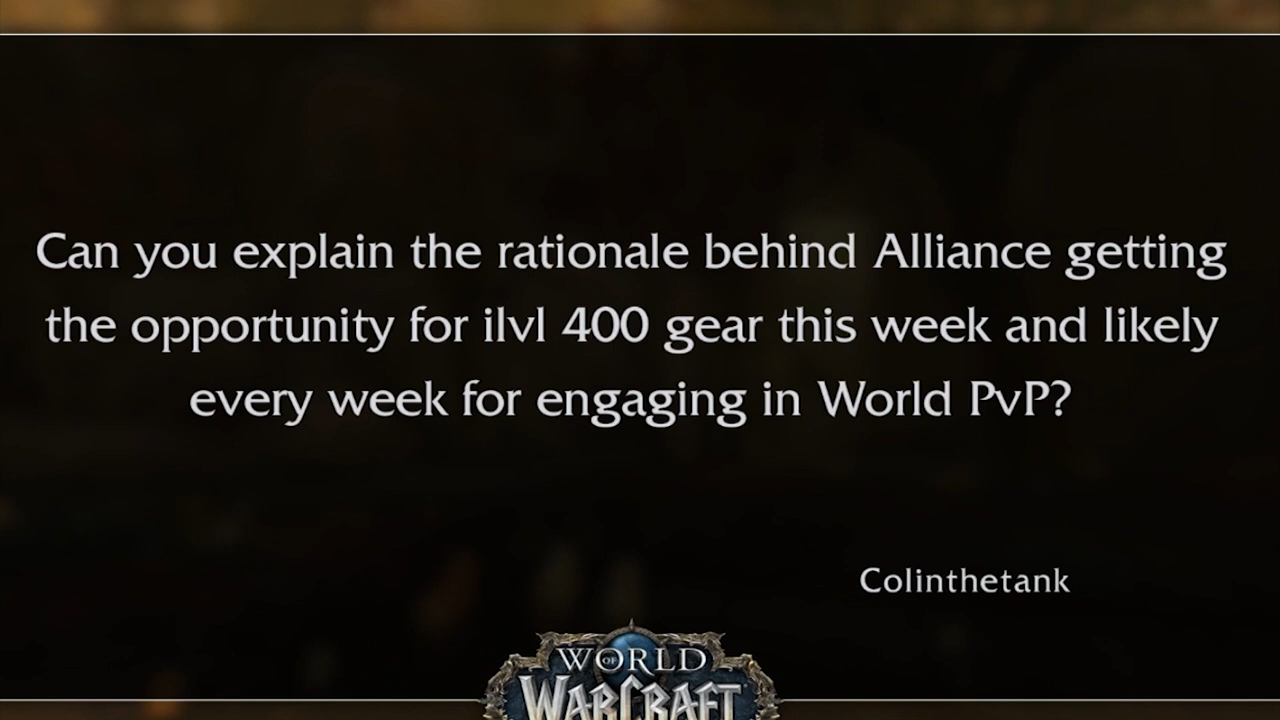 Can you explain the rationale behind Alliance getting
the opportunity for ilvl 400 gear this week and likely
every week for engaging in World PvP?
Colinthetank
WORLD
OF
WARCRAFT